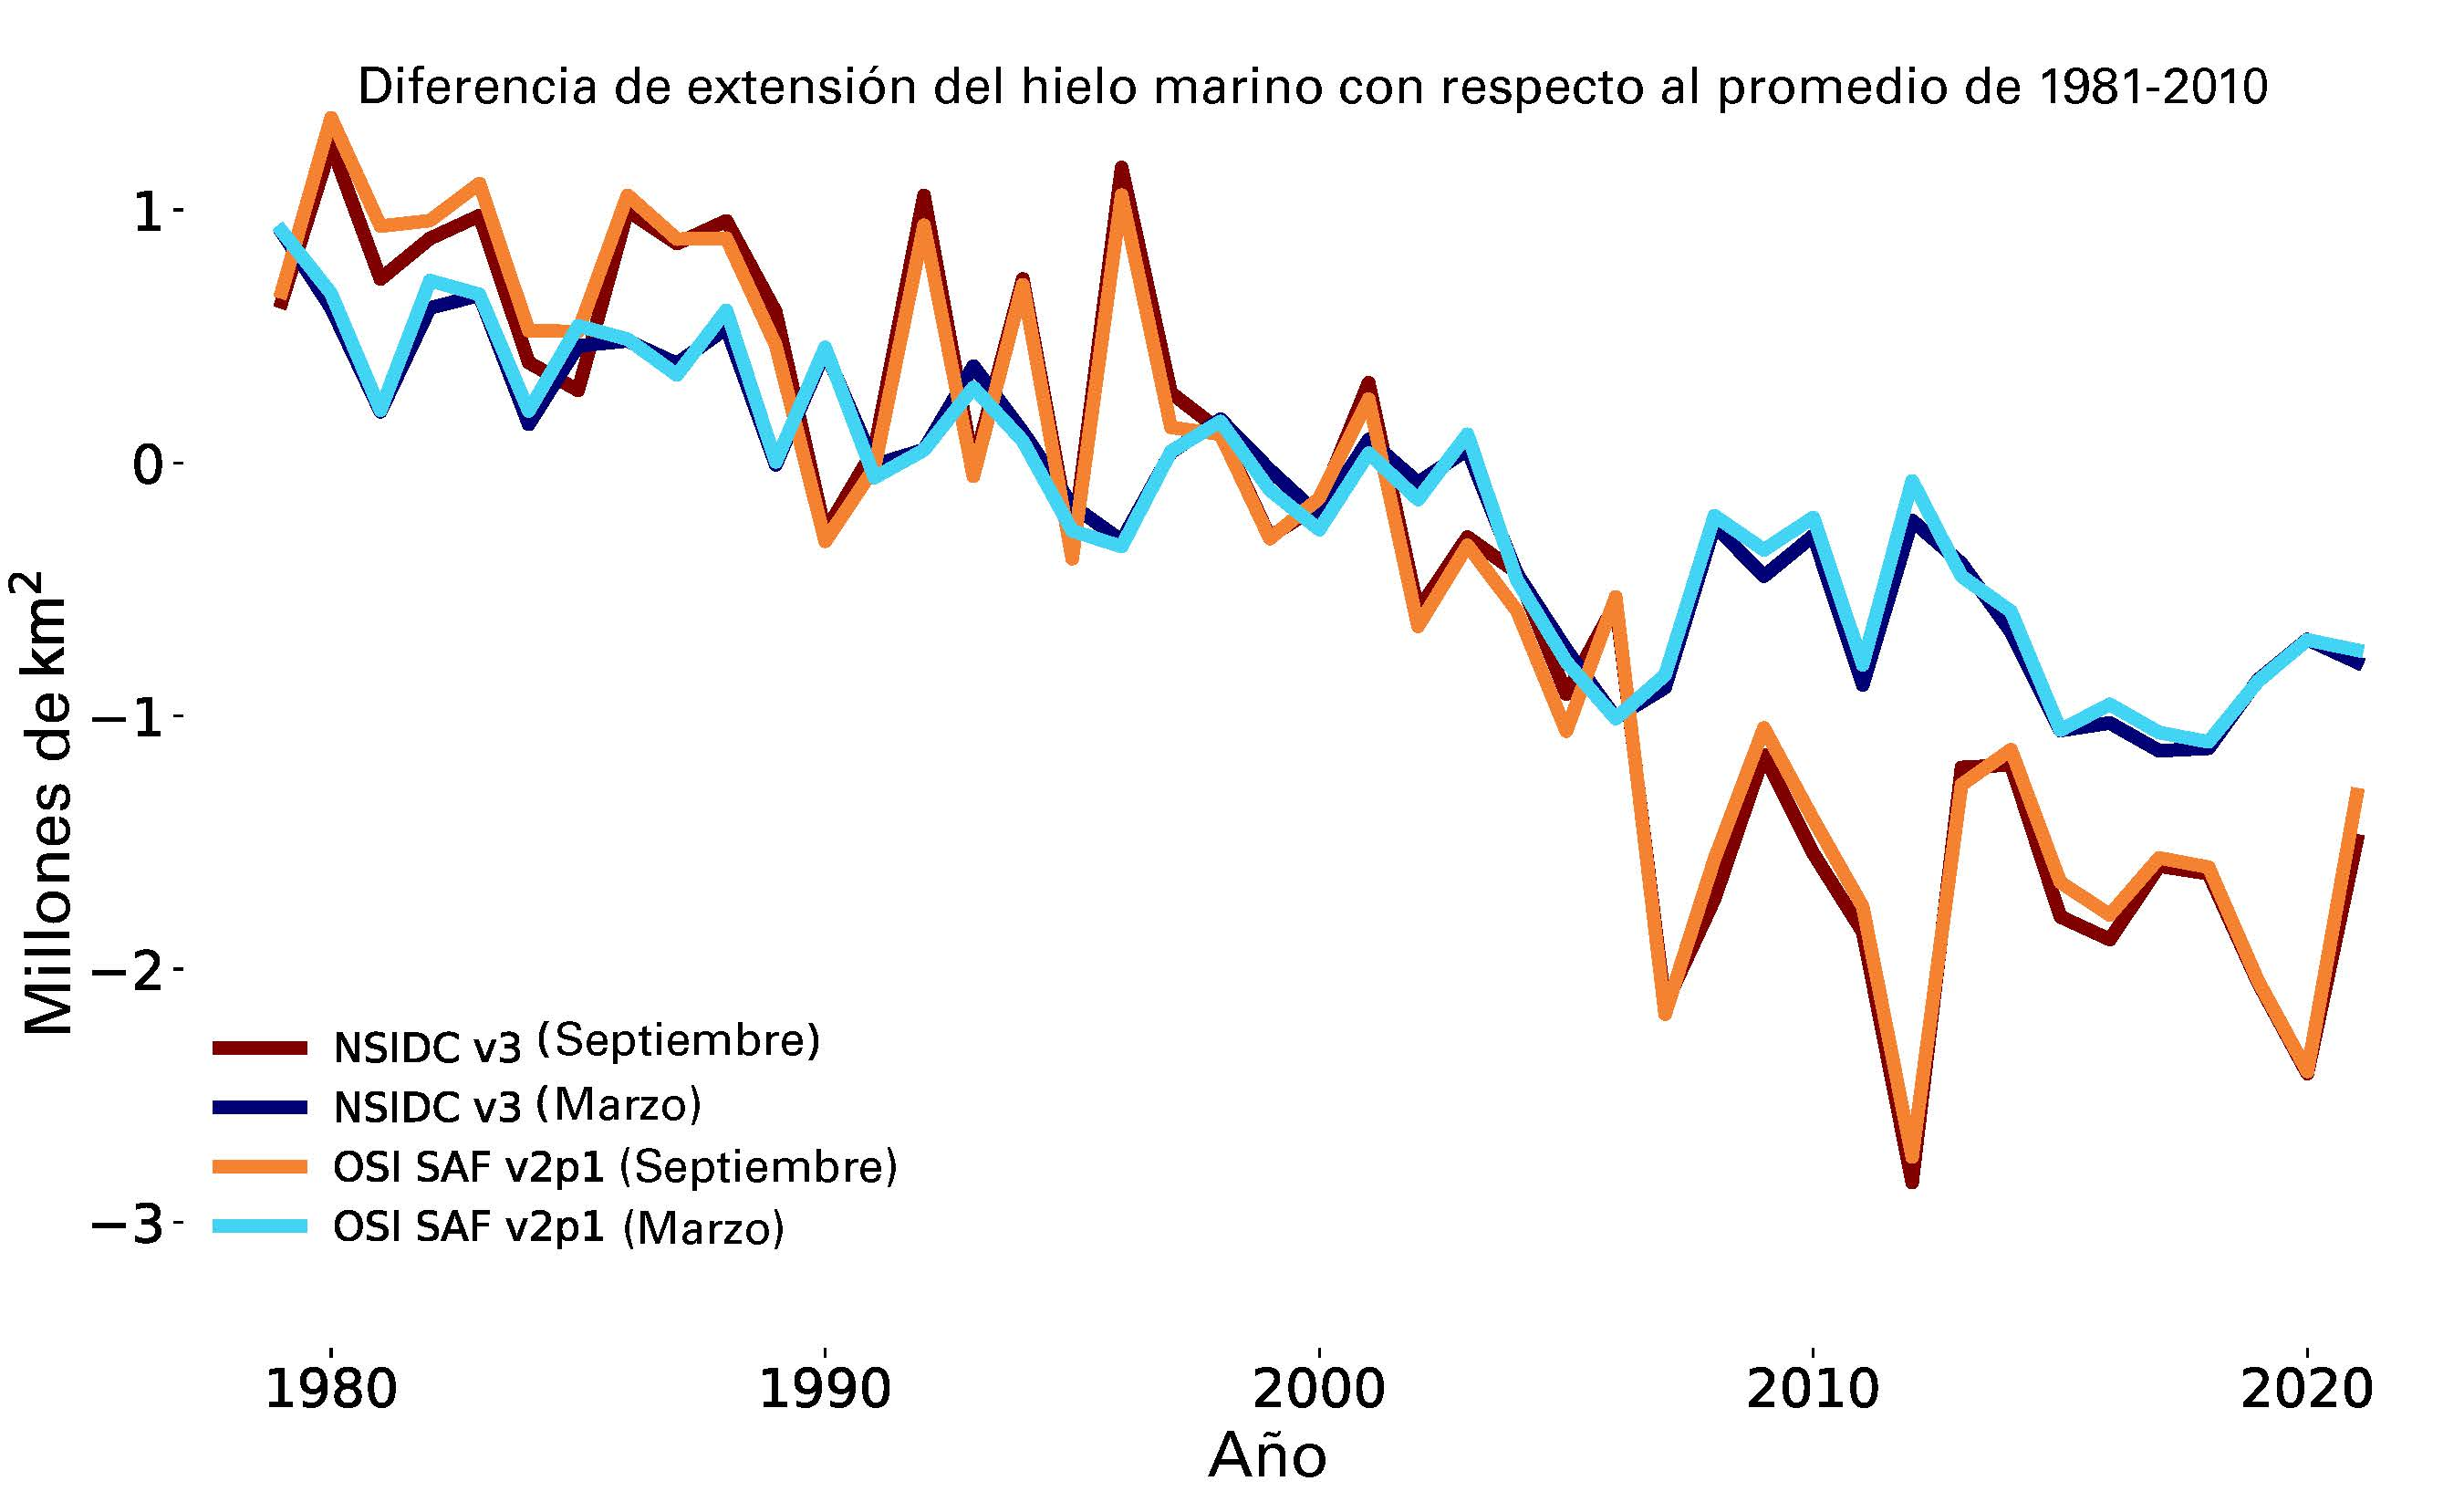 Diferencia de extensión del hielo marino con respecto al promedio de 1981-2010
Millones de km²
1
0
−1
−2
−3
NSIDC v3 (Septiembre)
NSIDC v3 (Marzo)
OSI SAF v2p1 (Septiembre)
OSI SAF v2p1 (Marzo)
1980 1990 2000 2010 2020
Año